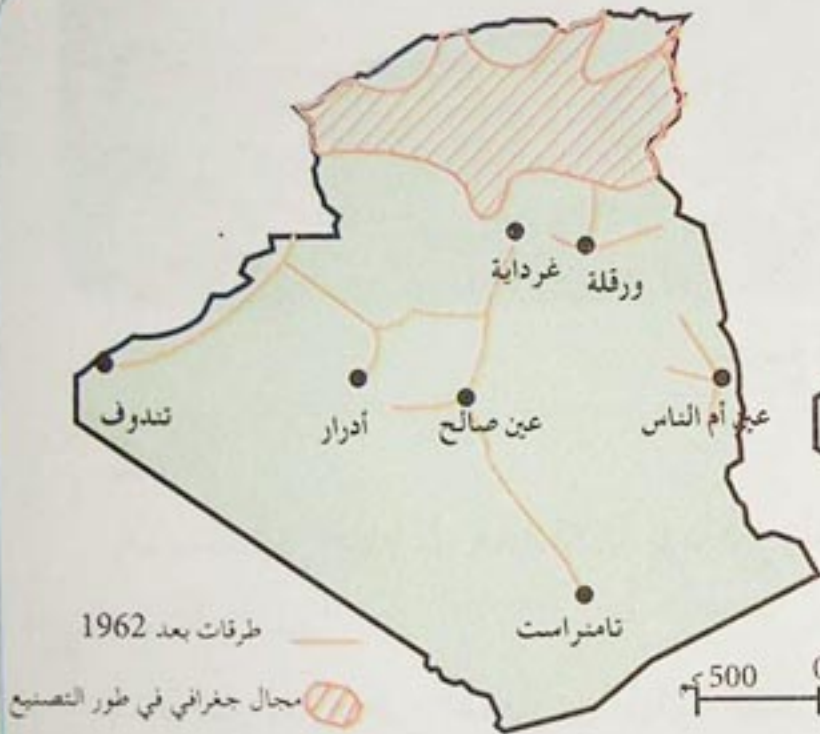 غرداية
ورقلة
تندوف
أدرار
عين صالح
عين أم الناس
تامنراست
طرقات بعد 1962
مجال جغرافي في طور التصنيع
500 كم